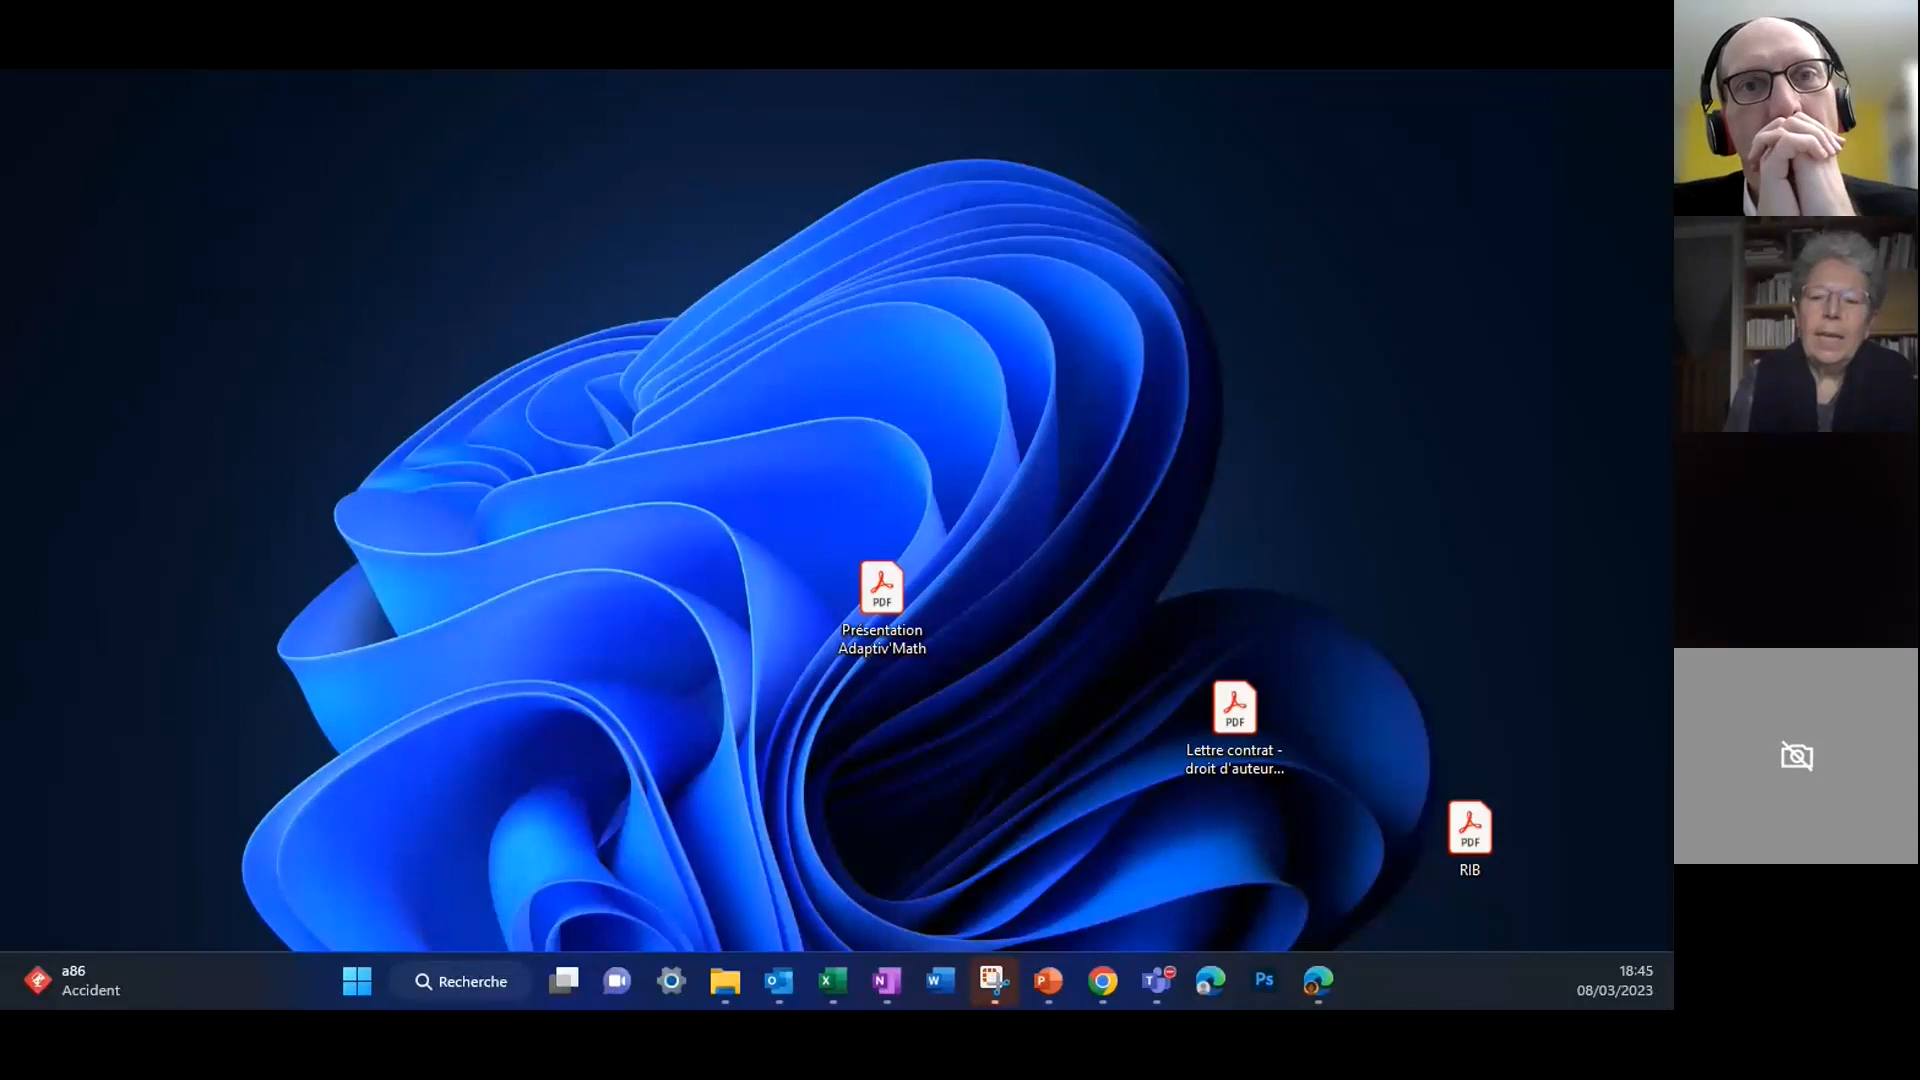 PDF
Présentation
Adaptiv'Math
PDF
Lettre contrat -
droit d'auteur...
PDF
RIB
a86
Accident
Recherche
Ps
18:45
08/03/2023